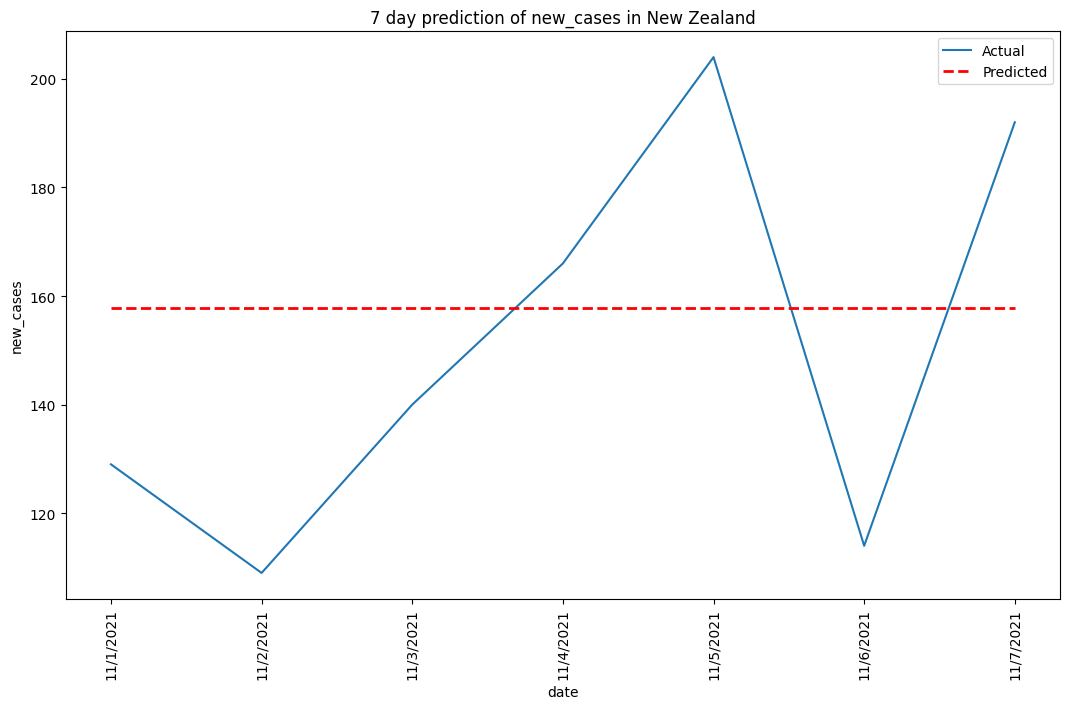 7 day prediction of new_cases in New Zealand
Actual
Predicted
new_cases
200
180
160
140
120
11/1/2021
11/2/2021
11/3/2021
11/4/2021
11/5/2021
11/6/2021
11/7/2021
date